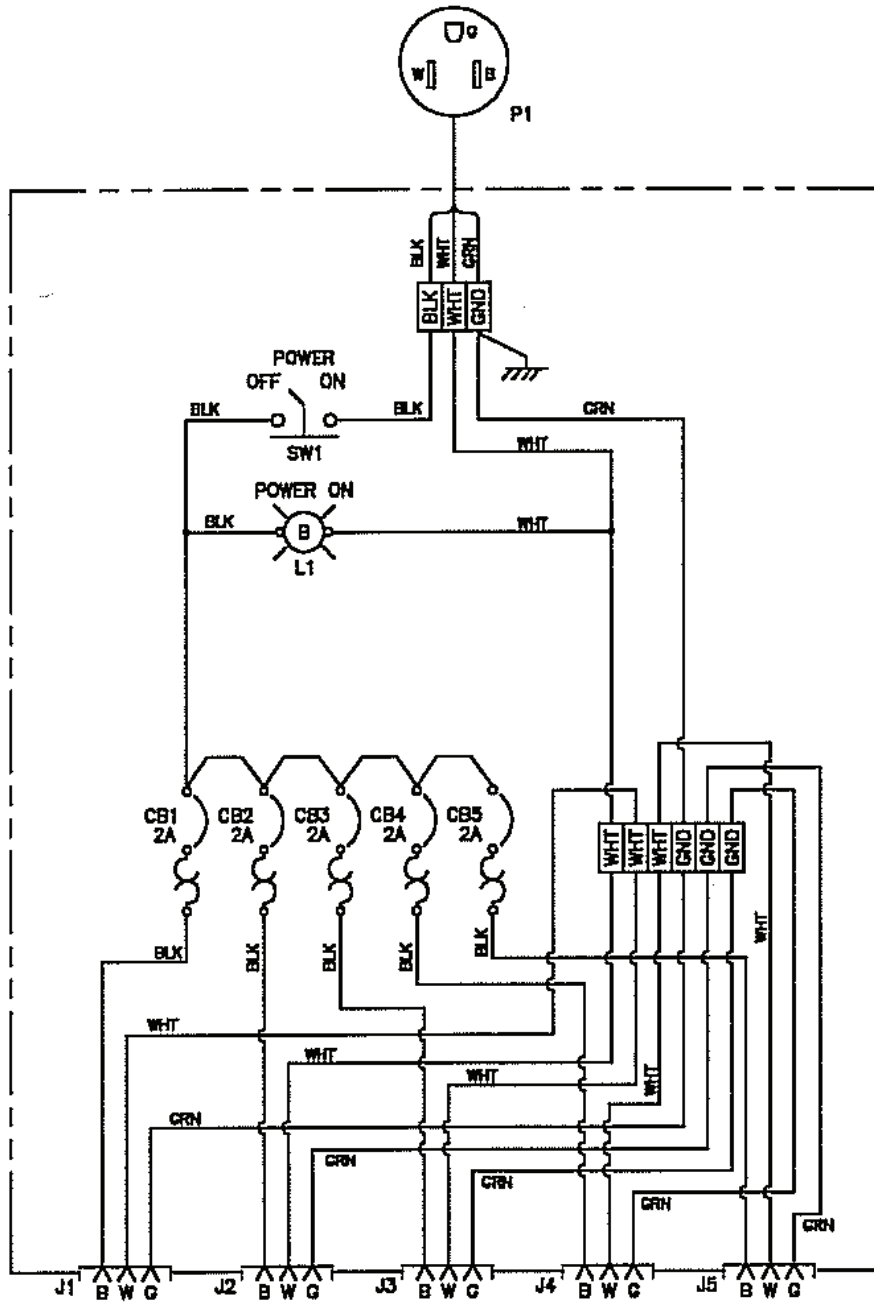 G
W B
P1
BLK
WHT
GRN
BLK
WHT
GND
POWER
OFF ON
BLK
BLK
GRN
SW1
WHT
POWER ON
BLK
B
WHT
L1
CB1
2A
CB2
2A
CB3
2A
CB4
2A
CB5
2A
WHT
WHT
WHT
GND
GND
GND
BLK
BLK
BLK
BLK
BLK
WHT
WHT
WHT
WHT
WHT
GRN
GRN
GRN
GRN
GRN
J1 B W G
J2 B W G
J3 B W G
J4 B W G
J5 B W G